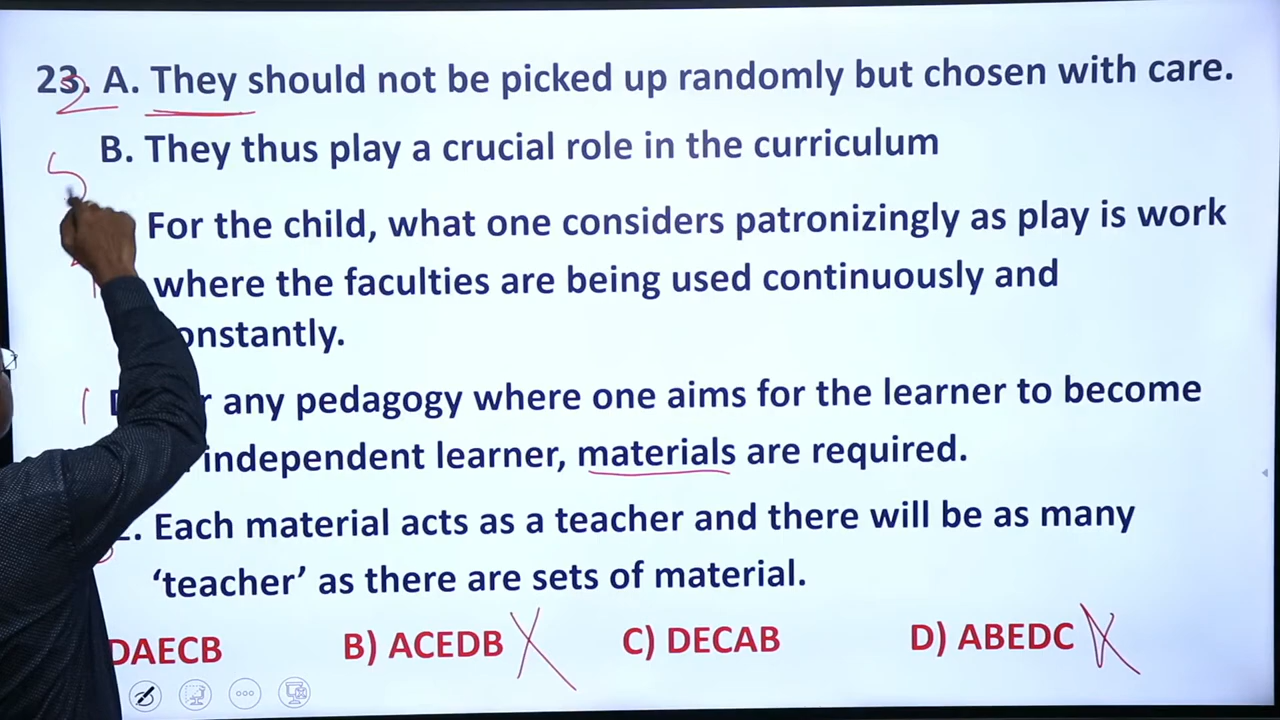 23. A. They should not be picked up randomly but chosen with care.
2
B. They thus play a crucial role in the curriculum
5
For the child, what one considers patronizingly as play is work
where the faculties are being used continuously and
onstantly.
1 any pedagogy where one aims for the learner to become
independent learner, materials are required.
Each material acts as a teacher and there will be as many
‘teacher’ as there are sets of material.
DAECB B) ACEDB C) DECAB D) ABEDC